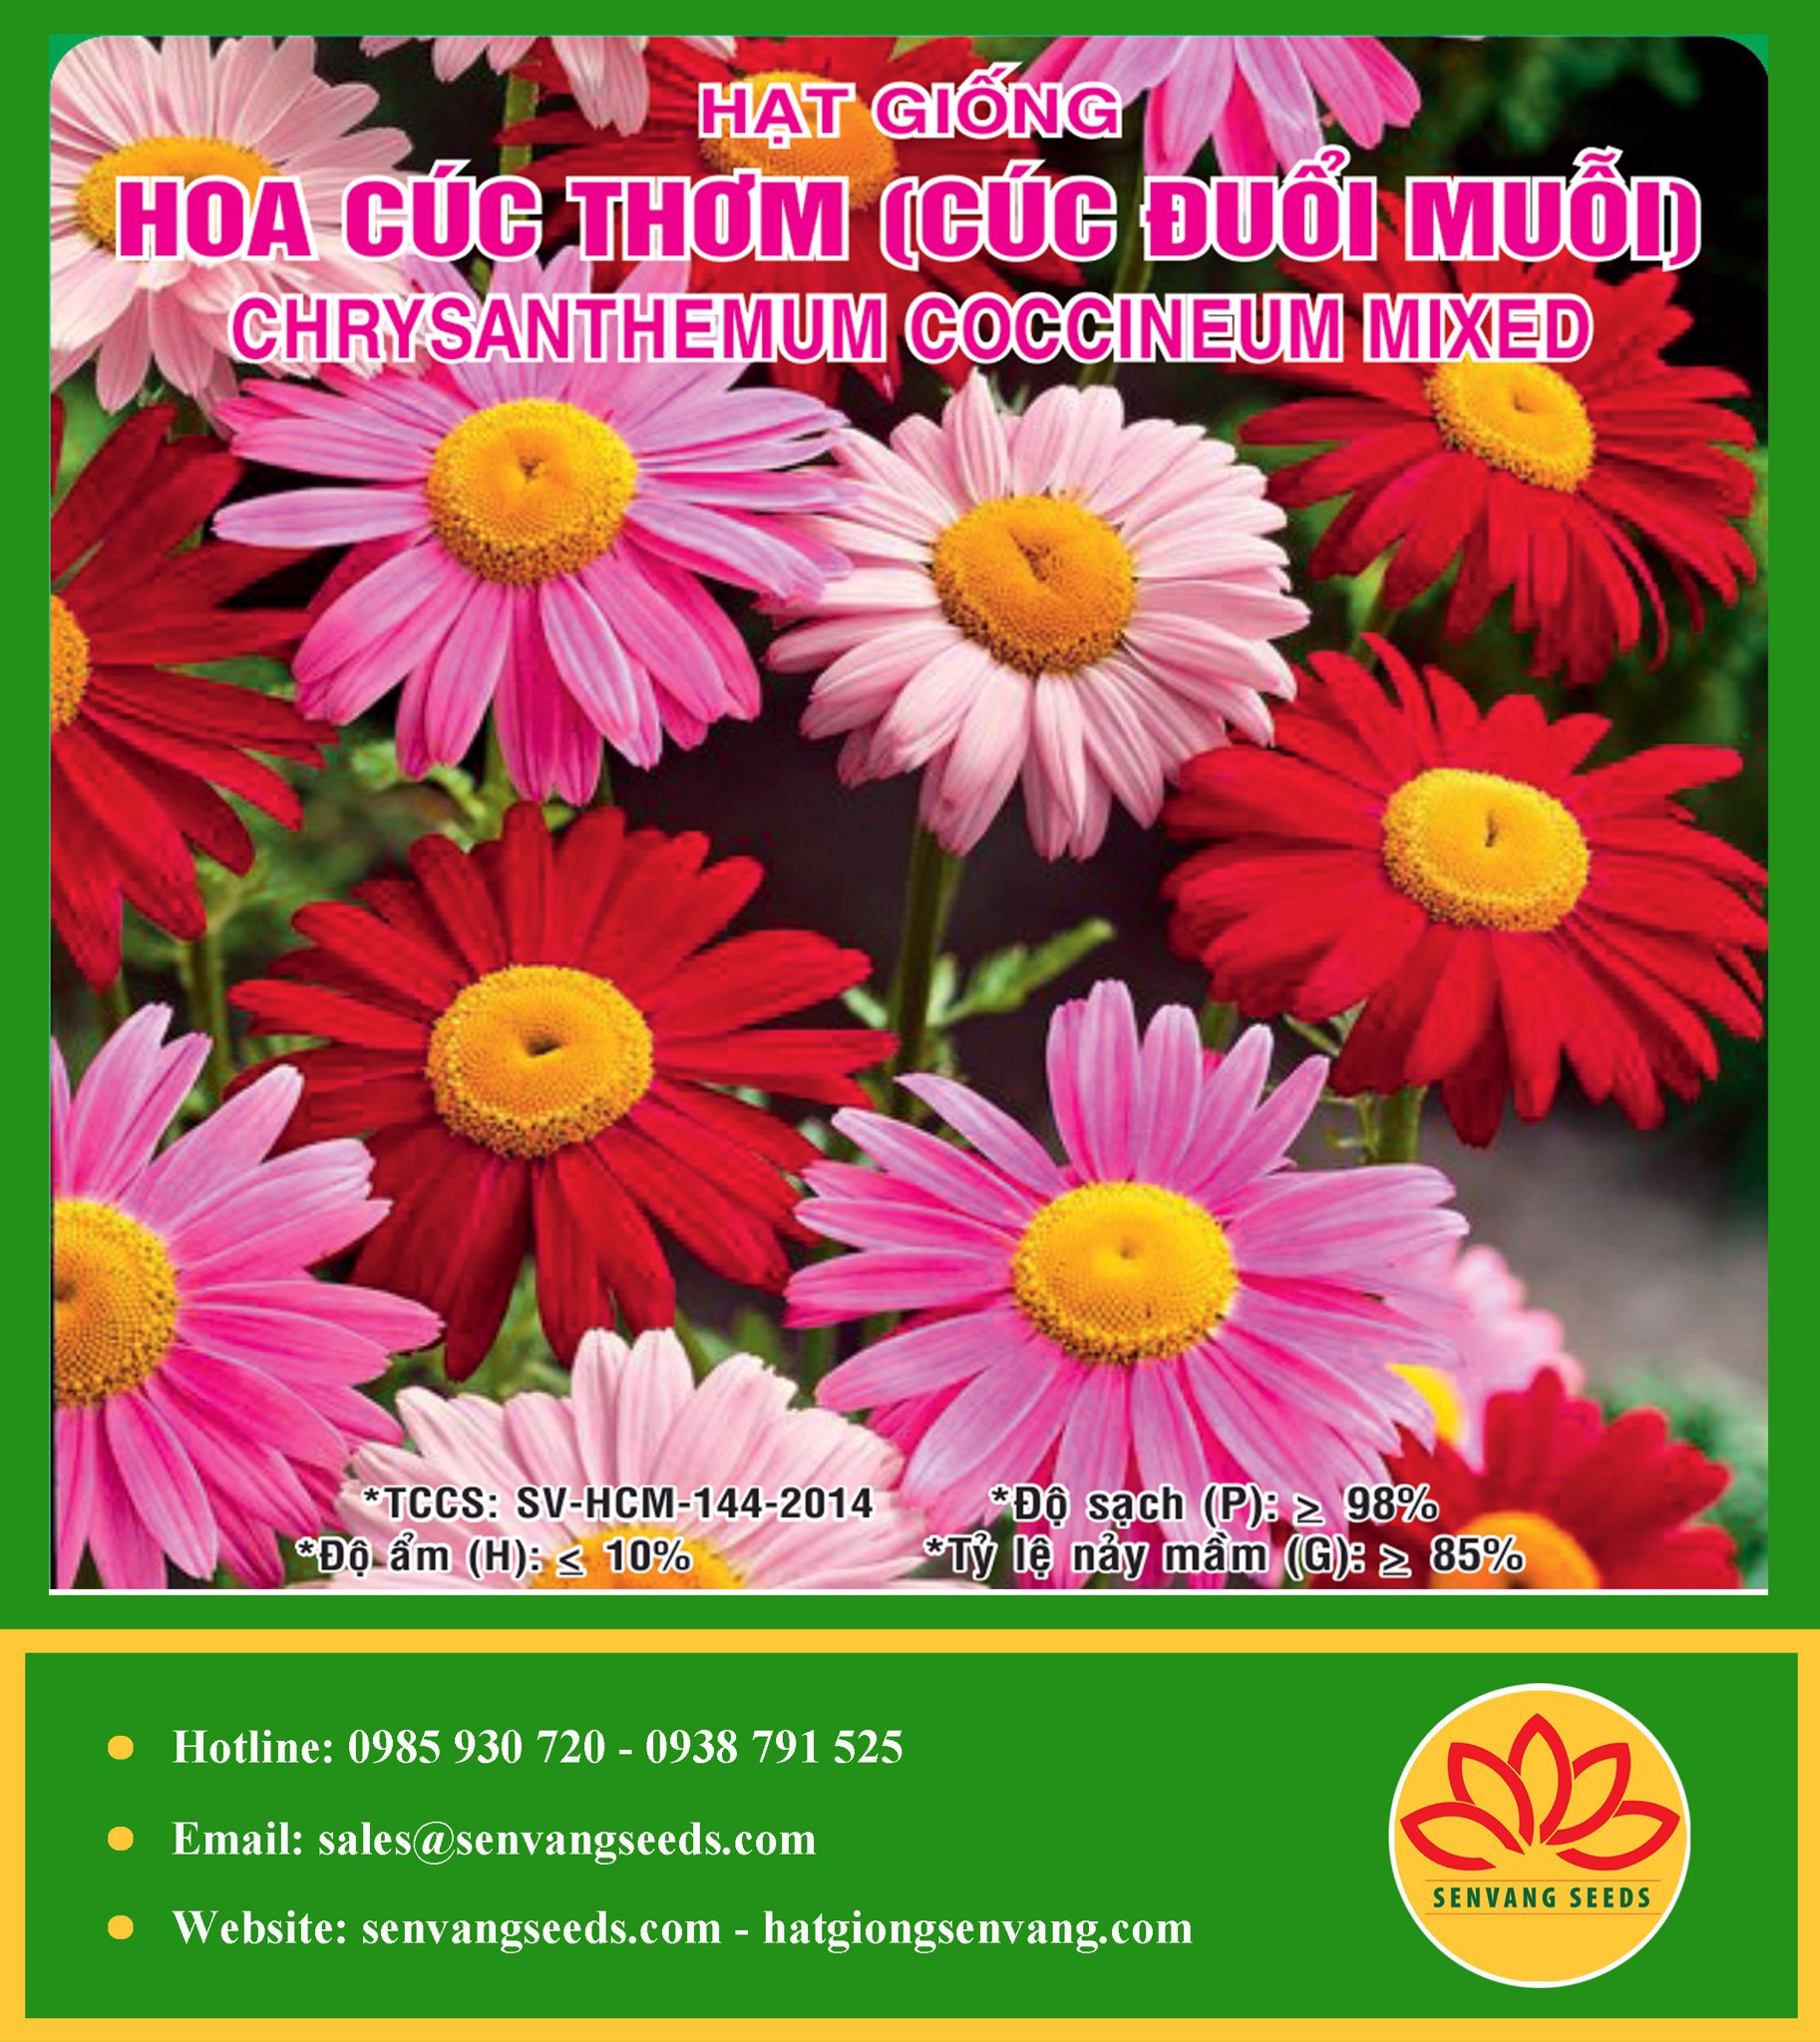 HẠT GIỐNG
HOA CÚC THƠM (CÚC ĐUỔI MUỖI)
CHRYSANTHEMUM COCCINEUM MIXED
*TCCS: SV-HCM-144-2014 *Độ sạch (P): ≥ 98%
*Độ ẩm (H): ≤ 10% *Tỷ lệ nảy mầm (G): ≥ 85%
Hotline: 0985 930 720 - 0938 791 525
Email: sales@senvangseeds.com
Website: senvangseeds.com - hatgiongsenvang.com
SENVANG SEEDS